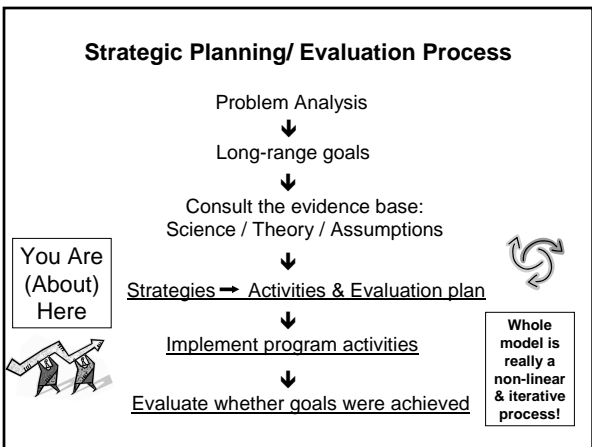 Strategic Planning/ Evaluation Process
Problem Analysis
Long-range goals
Consult the evidence base:
Science / Theory / Assumptions
You Are
(About)
Here
Strategies → Activities & Evaluation plan
Implement program activities
Evaluate whether goals were achieved
Whole
model is
really a
non-linear
& iterative
process!